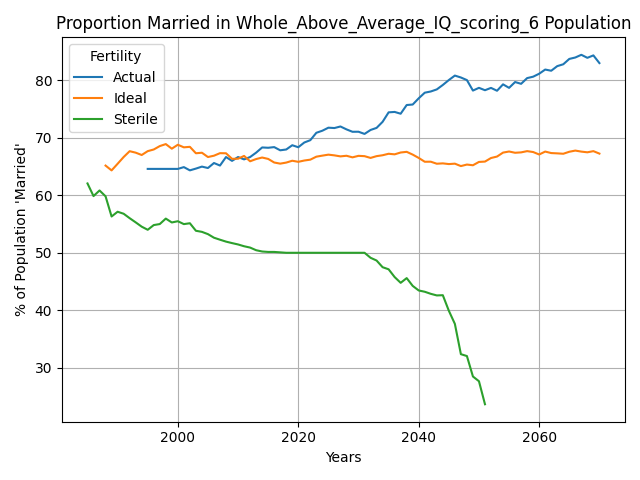 Proportion Married in Whole_Above_Average_IQ_scoring_6 Population
Fertility
Actual
Ideal
Sterile
% of Population 'Married'
80
70
60
50
40
30
2000
2020
2040
2060
Years